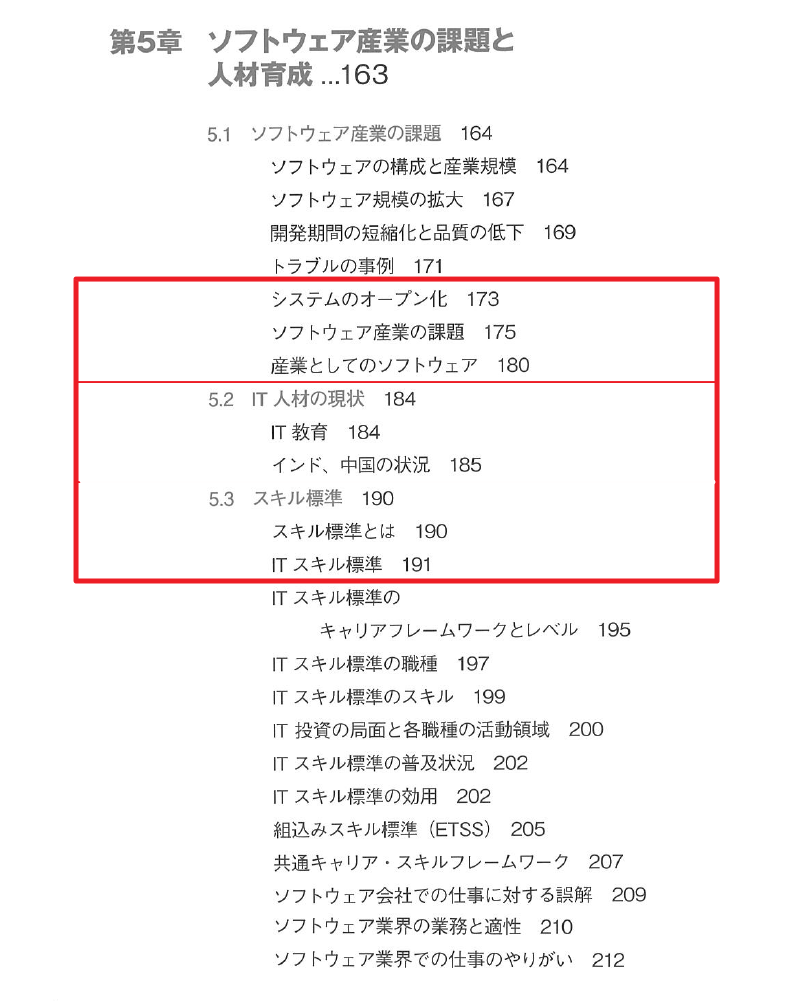 第5章 ソフトウェア産業の課題と
人材育成 ...163
5.1 ソフトウェア産業の課題 164
ソフトウェアの構成と産業規模 164
ソフトウェア規模の拡大 167
開発期間の短縮化と品質の低下 169
トラブルの事例 171
システムのオープン化 173
ソフトウェア産業の課題 175
産業としてのソフトウェア 180
5.2 IT 人材の現状 184
IT 教育 184
インド、中国の状況 185
5.3 スキル標準 190
スキル標準とは 190
IT スキル標準 191
IT スキル標準の
キャリアフレームワークとレベル 195
IT スキル標準の職種 197
IT スキル標準のスキル 199
IT 投資の局面と各職種の活動領域 200
IT スキル標準の普及状況 202
IT スキル標準の効用 202
組込みスキル標準（ETSS） 205
共通キャリア・スキルフレームワーク 207
ソフトウェア会社での仕事に対する誤解 209
ソフトウェア業界の業務と適性 210
ソフトウェア業界での仕事のやりがい 212